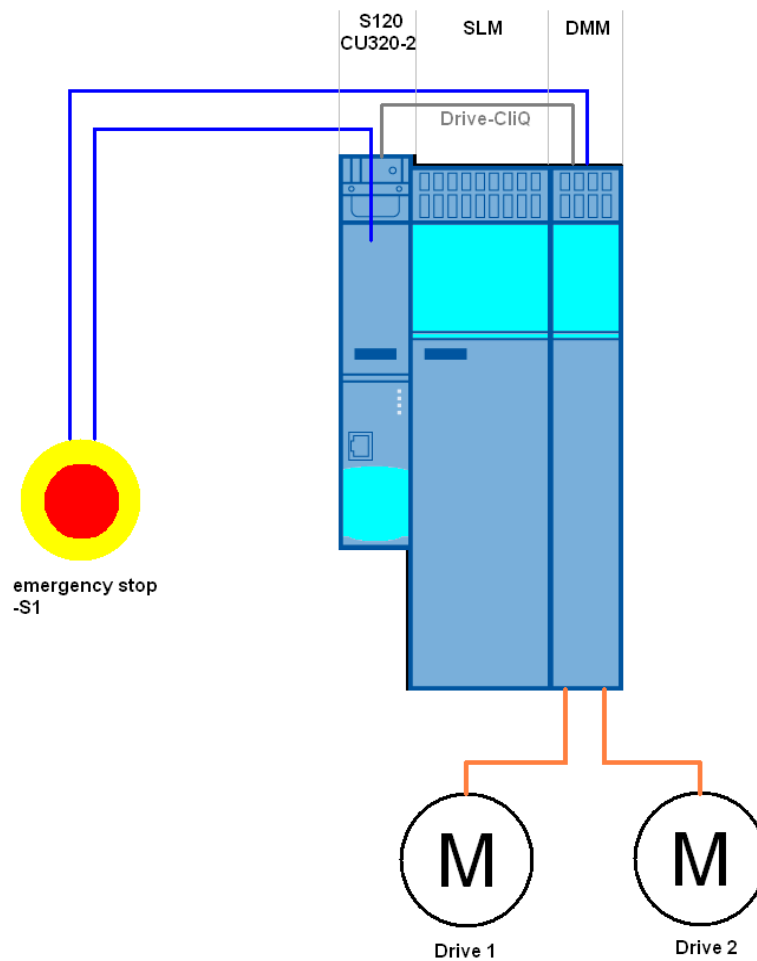 S120
CU320-2
SLM
DMM
Drive-CliQ
emergency stop
-S1
M
M
Drive 1
Drive 2